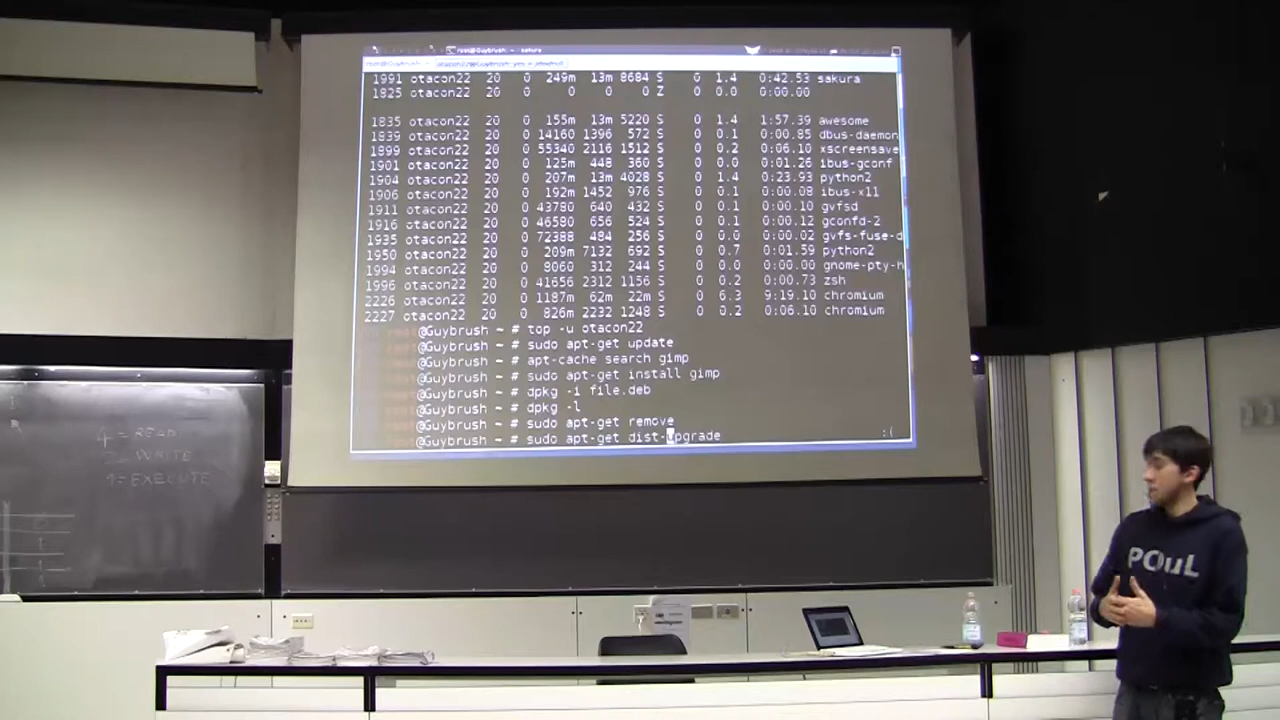 root@Guybrush: ~ - sakura
1991 otacon22 20 0 249m 13m 8684 S 0 1.4 0:42.53 sakura
1825 otacon22 20 0 0 0 0 Z 0 0.0 0:00.00
1835 otacon22 20 0 155m 13m 5220 S 0 1.4 1:57.39 awesome
1839 otacon22 20 0 14160 1396 572 S 0 0.1 0:00.85 dbus-daemon
1899 otacon22 20 0 55340 2116 1512 S 0 0.2 0:06.10 xscreensave
1901 otacon22 20 0 125m 448 360 S 0 0.0 0:01.26 ibus-gconf
1904 otacon22 20 0 207m 13m 4028 S 0 1.4 0:23.93 python2
1906 otacon22 20 0 192m 1452 976 S 0 0.1 0:00.08 ibus-x11
1911 otacon22 20 0 43780 640 432 S 0 0.1 0:00.10 gvfsd
1916 otacon22 20 0 46580 656 524 S 0 0.1 0:00.12 gconfd-2
1935 otacon22 20 0 72388 484 256 S 0 0.0 0:00.02 gvfs-fuse-d
1950 otacon22 20 0 209m 7132 692 S 0 0.7 0:01.59 python2
1994 otacon22 20 0 8060 312 244 S 0 0.0 0:00.00 gnome-pty-h
1996 otacon22 20 0 41656 2312 1156 S 0 0.2 0:00.73 zsh
2226 otacon22 20 0 1187m 62m 22m S 0 6.3 9:19.10 chromium
2227 otacon22 20 0 826m 2232 1248 S 0 0.2 0:06.10 chromium
root@Guybrush ~ # top -u otacon22
root@Guybrush ~ # sudo apt-get update
root@Guybrush ~ # apt-cache search gimp
root@Guybrush ~ # sudo apt-get install gimp
root@Guybrush ~ # dpkg -i file.deb
root@Guybrush ~ # dpkg -l
root@Guybrush ~ # sudo apt-get remove
root@Guybrush ~ # sudo apt-get dist-upgrade :(
4 = READ
2 = WRITE
1 = EXECUTE
POuL